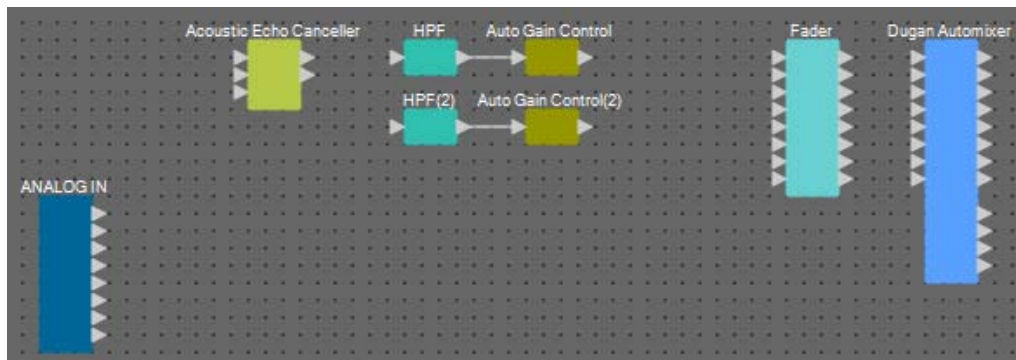 Acoustic Echo Canceller
HPF
Auto Gain Control
Fader
Dugan Automixer
HPF(2)
Auto Gain Control(2)
ANALOG IN